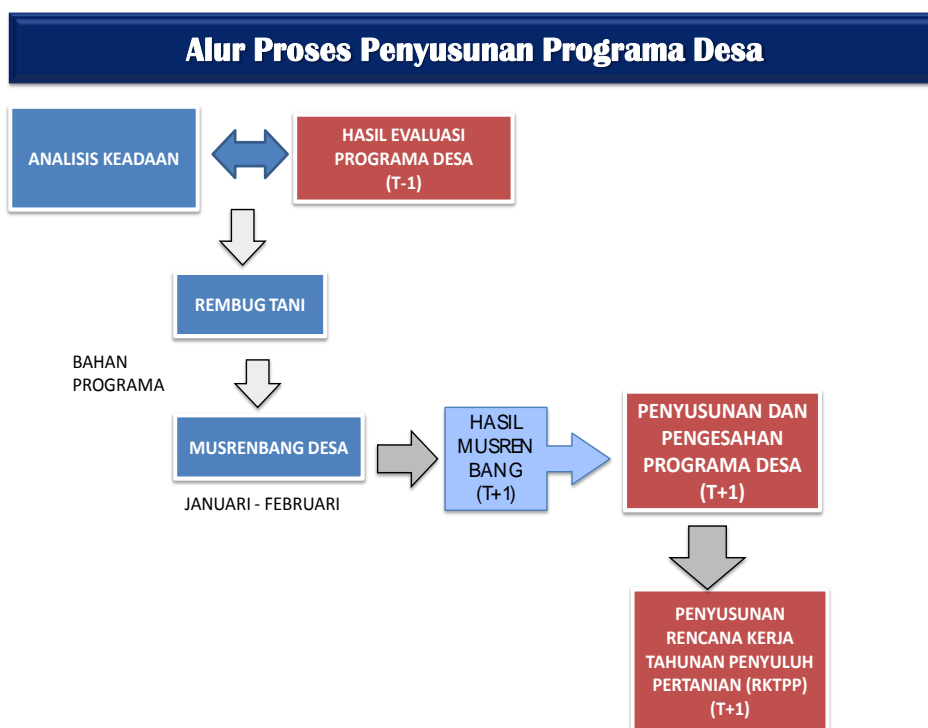 Alur Proses Penyusunan Programa Desa
ANALISIS KEADAAN
HASIL EVALUASI
PROGRAMA DESA
(T-1)
REMBUG TANI
BAHAN
PROGRAMA
MUSRENBANG DESA
JANUARI - FEBRUARI
HASIL
MUSREN
BANG
(T+1)
PENYUSUNAN DAN
PENGESAHAN
PROGRAMA DESA
(T+1)
PENYUSUNAN
RENCANA KERJA
TAHUNAN PENYULUH
PERTANIAN (RKTPP)
(T+1)